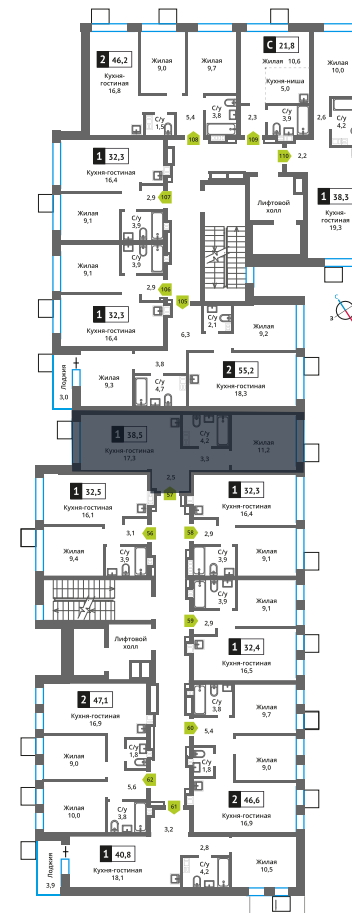 2 46,2
Кухня-
гостиная
16,8
Жилая
9,0
Жилая
9,7
С/у
1,5
5,4
С/у
3,8
108
С 21,8
Жилая 10,6
Кухня-ниша
5,0
2,3
С/у
3,9
109
Жилая
10,0
2,6
С/у
4,2
110
2,2
1 32,3
Кухня-гостиная
16,4
2,9
107
Жилая
9,1
С/у
3,9
Лифтовой
холл
1 38,3
Кухня-
гостиная
19,3
Жилая
9,1
С/у
3,9
2,9
106
1 32,3
Кухня-гостиная
16,4
105
6,3
С/у
2,1
Жилая
9,2
С
З
Лоджия
3,0
Жилая
9,3
3,8
С/у
4,7
2 55,2
Кухня-гостиная
18,3
1 38,5
Кухня-гостиная
17,3
С/у
4,2
3,3
Жилая
11,2
2,5
57
1 32,5
Кухня-гостиная
16,1
1 32,3
Кухня-гостиная
16,4
3,1
56
58
2,9
Жилая
9,4
С/у
3,9
С/у
3,9
Жилая
9,1
С/у
3,9
Жилая
9,1
59
2,9
Лифтовой
холл
1 32,4
Кухня-гостиная
16,5
2 47,1
Кухня-гостиная
16,9
С/у
3,8
Жилая
9,7
60
5,4
Жилая
9,0
С/у
1,8
С/у
1,8
Жилая
9,0
62
5,6
Жилая
10,0
С/у
3,8
61
2 46,6
Кухня-гостиная
16,9
3,2
Лоджия
3,9
1 40,8
Кухня-гостиная
18,1
2,8
С/у
4,2
Жилая
10,5